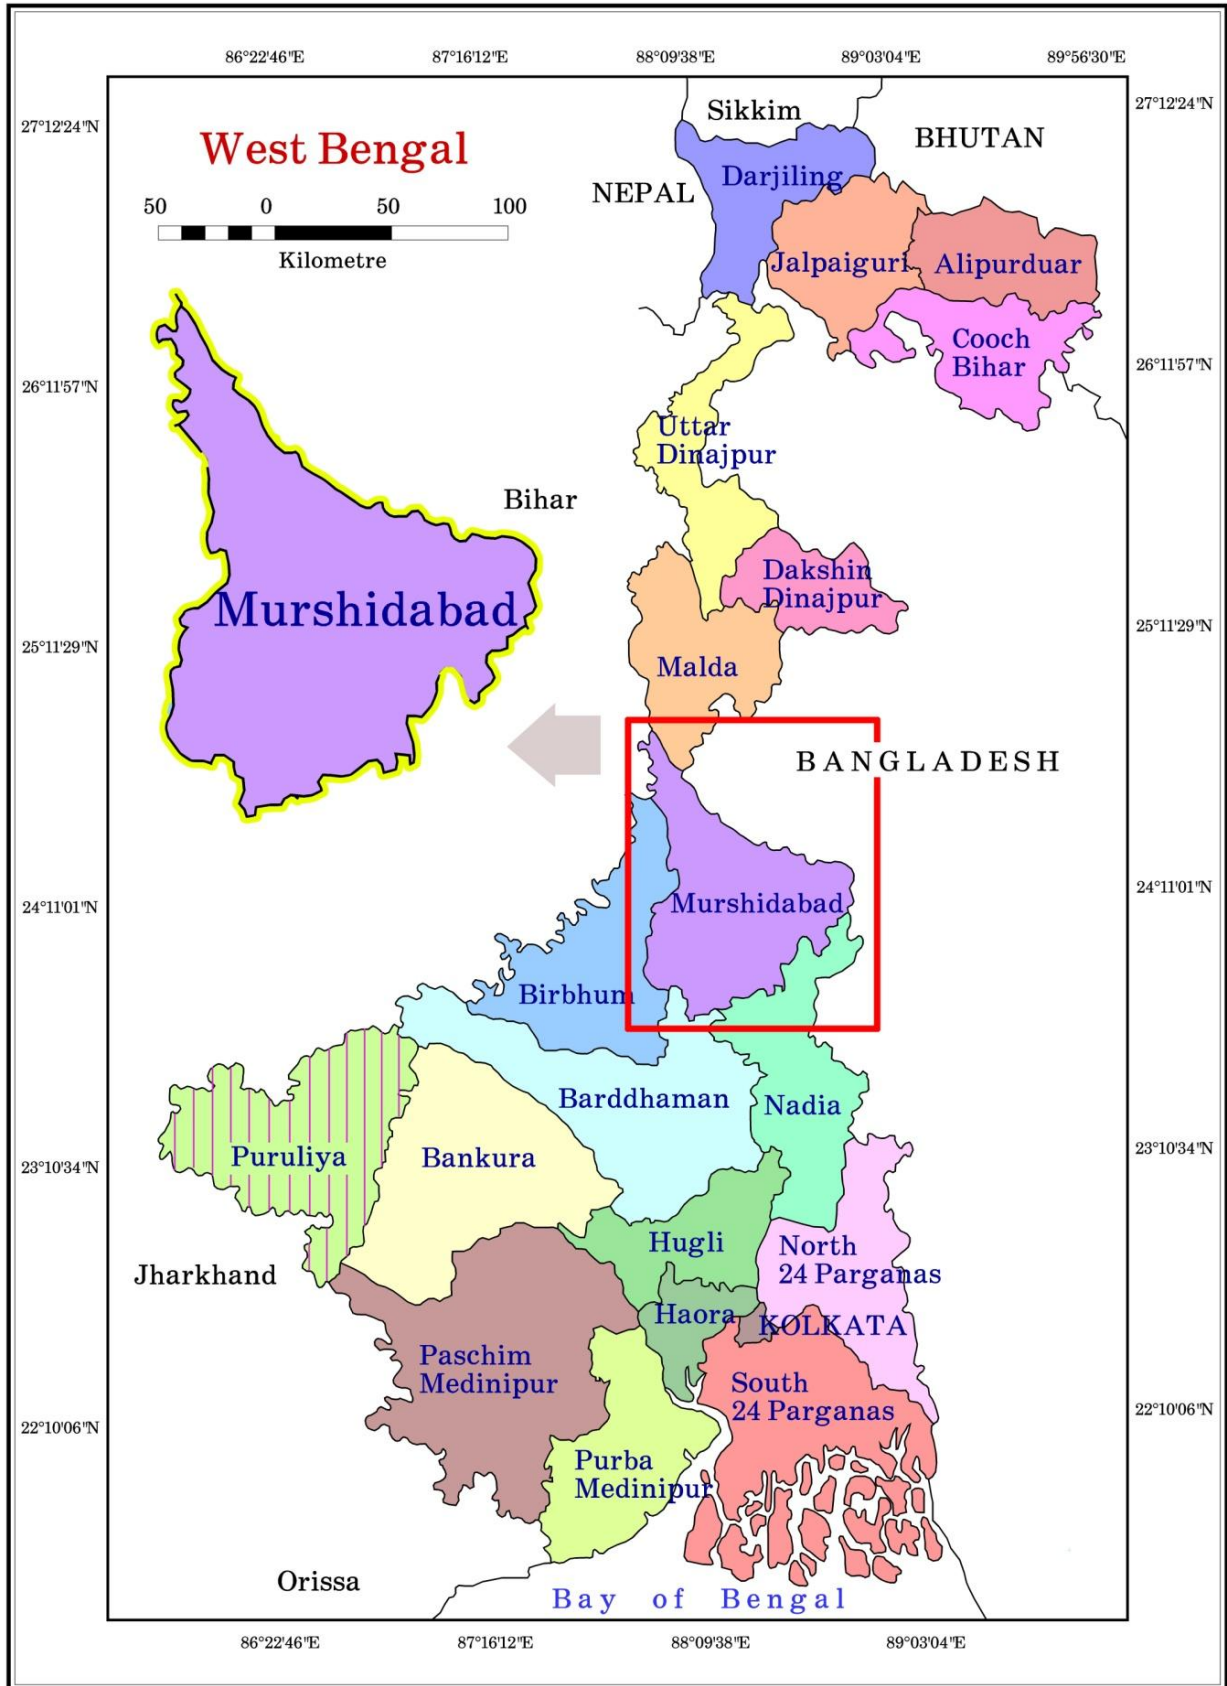 86°22'46"E 87°16'12"E 88°09'38"E 89°03'04"E 89°56'30"E
27°12'24"N
27°12'24"N
Sikkim
BHUTAN
West Bengal
Darjiling
NEPAL
50 0 50 100
Kilometre
Jalpaiguri
Alipurduar
Cooch
Bihar
26°11'57"N
26°11'57"N
Uttar
Dinajpur
Bihar
Dakshin
Dinajpur
Murshidabad
25°11'29"N
25°11'29"N
Malda
BANGLADESH
24°11'01"N
24°11'01"N
Murshidabad
Birbhum
Barddhaman
Nadia
23°10'34"N
23°10'34"N
Puruliya
Bankura
Hugli
North
24 Parganas
Jharkhand
Haora
KOLKATA
Paschim
Medinipur
South
24 Parganas
22°10'06"N
22°10'06"N
Purba
Medinipur
Orissa
Bay of Bengal
86°22'46"E 87°16'12"E 88°09'38"E 89°03'04"E